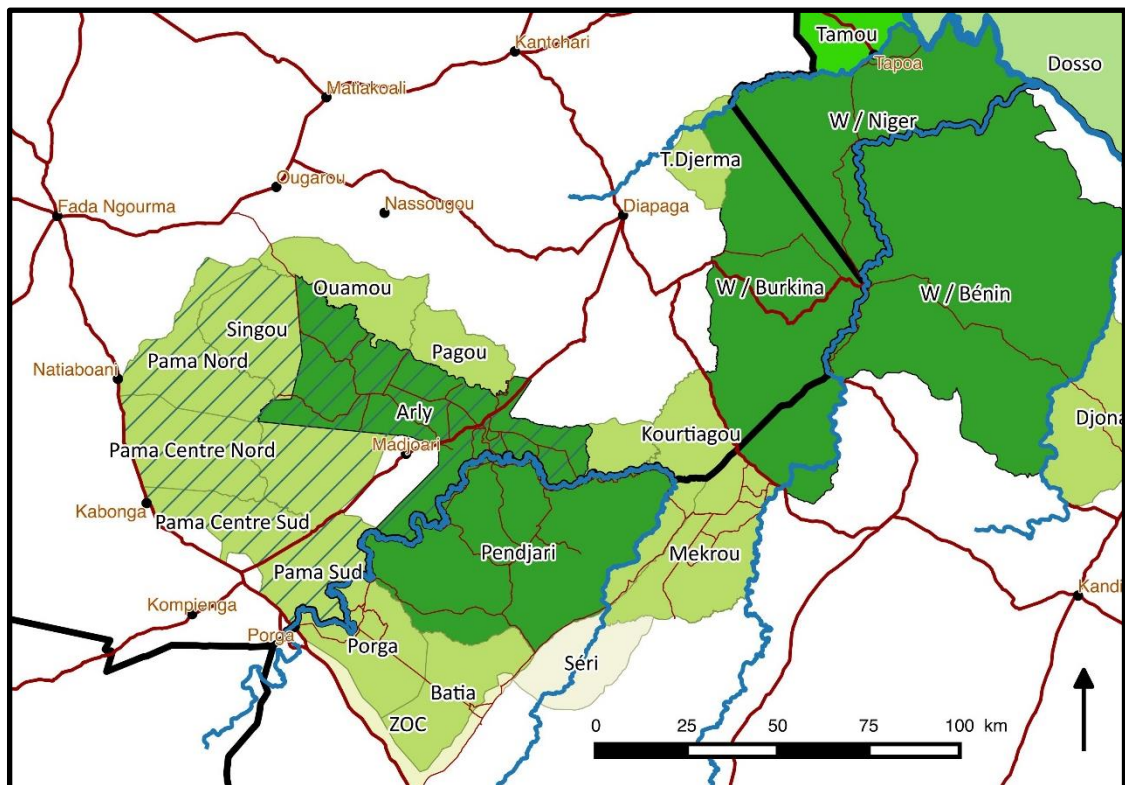 Tamou
Kantchari
Tapoa
Dosso
Matiakoali
W / Niger
T.Djerma
Ougarou
Fada Ngourma
Nassougou
Diapaga
Ouamou
W / Burkina
W / Bénin
Singou
Pama Nord
Pagou
Natiaboani
Arly
Djona
Kourtiagou
Madjoari
Pama Centre Nord
Kabonga
Pama Centre Sud
Pendjari
Mekrou
Pama Sud
Kandi
Kompienga
Porga
Porga
Séri
Batia
ZOC
0 25 50 75 100 km